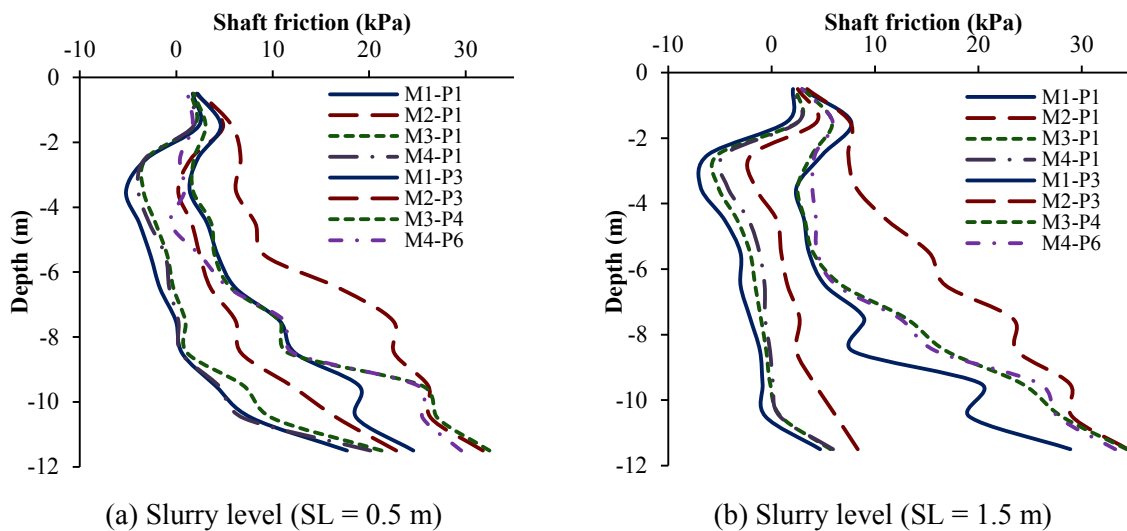 Shaft friction (kPa)
-10 0 10 20 30
0
-2
-4
-6
-8
-10
-12
Depth (m)
M1-P1
M2-P1
M3-P1
M4-P1
M1-P3
M2-P3
M3-P4
M4-P6
(a) Slurry level (SL = 0.5 m)
Shaft friction (kPa)
-10 0 10 20 30
0
-2
-4
-6
-8
-10
-12
Depth (m)
M1-P1
M2-P1
M3-P1
M4-P1
M1-P3
M2-P3
M3-P4
M4-P6
(b) Slurry level (SL = 1.5 m)